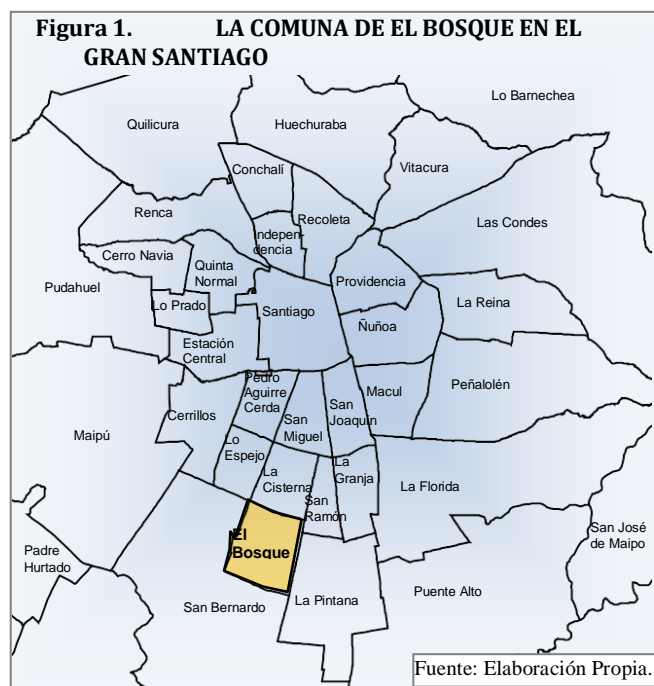 Figura 1. LA COMUNA DE EL BOSQUE EN EL
GRAN SANTIAGO
Lo Barnechea
Quilicura
Huechuraba
Vitacura
Conchalí
Las Condes
Renca
Recoleta
Indepen-
dencia
Cerro Navia
Quinta
Normal
Providencia
Pudahuel
Lo Prado
Santiago
La Reina
Ñuñoa
Estación
Central
Pedro
Aguirre
Cerda
Macul
Peñalolén
Cerrillos
San
Miguel
San
Joaquín
Maipú
Lo
Espejo
La
Cisterna
La
Granja
San
Ramón
La Florida
El
Bosque
San José
de Maipo
Padre
Hurtado
San Bernardo
La Pintana
Puente Alto
Fuente: Elaboración Propia.